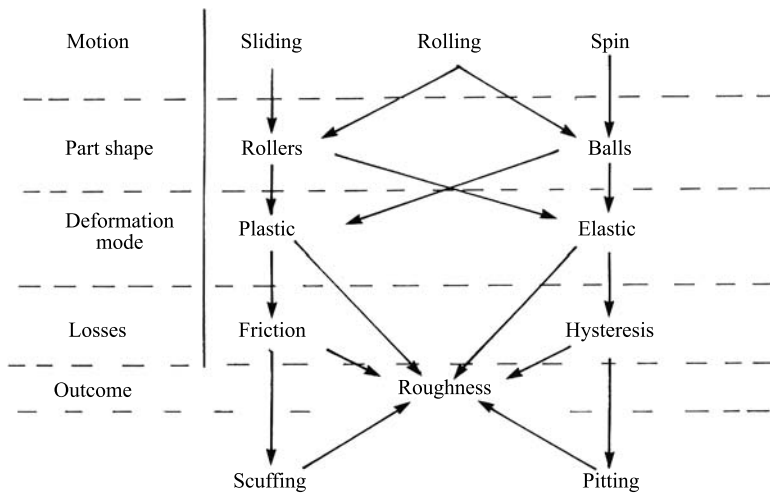 Motion Sliding Rolling Spin
Part shape Rollers Balls
Deformation
mode Plastic Elastic
Losses Friction Hysteresis
Outcome Roughness
Scuffing Pitting